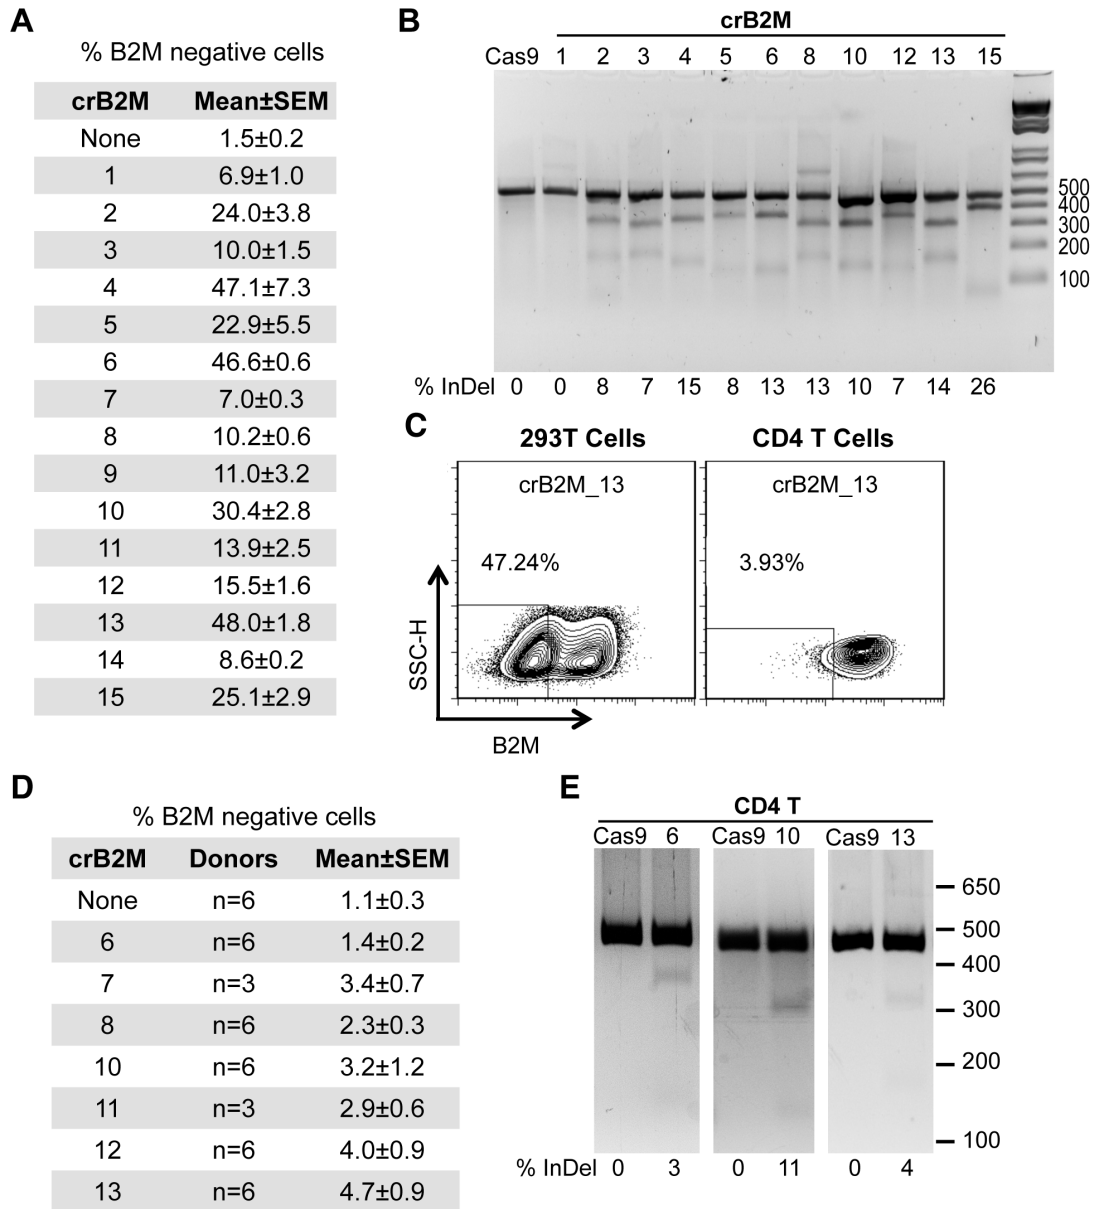 A
% B2M negative cells
crB2M Mean±SEM
None 1.5±0.2
1 6.9±1.0
2 24.0±3.8
3 10.0±1.5
4 47.1±7.3
5 22.9±5.5
6 46.6±0.6
7 7.0±0.3
8 10.2±0.6
9 11.0±3.2
10 30.4±2.8
11 13.9±2.5
12 15.5±1.6
13 48.0±1.8
14 8.6±0.2
15 25.1±2.9
B
crB2M
Cas9 1 2 3 4 5 6 8 10 12 13 15
500
400
300
200
100
% InDel 0 0 8 7 15 8 13 13 10 7 14 26
C
293T Cells CD4 T Cells
crB2M_13 crB2M_13
47.24% 3.93%
SSC-H
B2M
D
% B2M negative cells
crB2M Donors Mean±SEM
None n=6 1.1±0.3
6 n=6 1.4±0.2
7 n=3 3.4±0.7
8 n=6 2.3±0.3
10 n=6 3.2±1.2
11 n=3 2.9±0.6
12 n=6 4.0±0.9
13 n=6 4.7±0.9
E
CD4 T
Cas9 6 Cas9 10 Cas9 13
650
500
400
300
200
100
% InDel 0 3 0 11 0 4